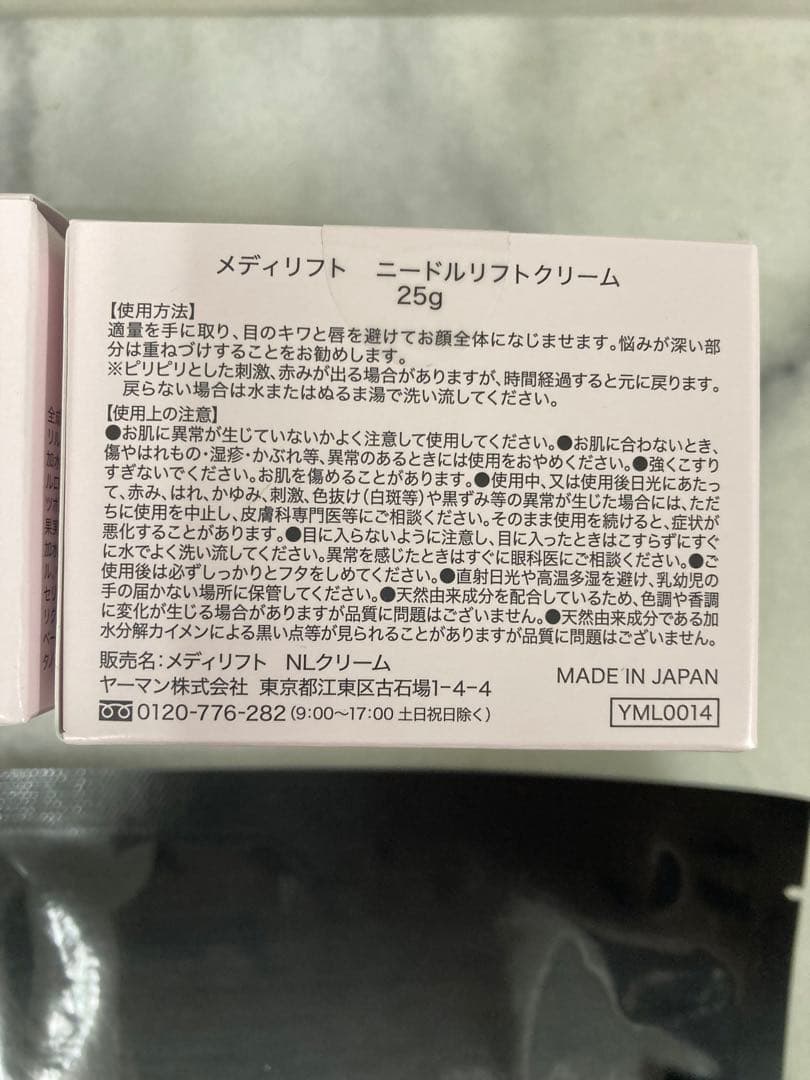 メディリフト ニードルリフトクリーム
25g
【使用方法】
適量を手に取り、目のキワと唇を避けてお顔全体になじませます。悩みが深い部
分は重ねづけすることをお勧めします。
※ピリピリとした刺激、赤みが出る場合がありますが、時間経過すると元に戻ります。
戻らない場合は水またはぬるま湯で洗い流してください。
【使用上の注意】
●お肌に異常が生じていないかよく注意して使用してください。●お肌に合わないとき、
傷やはれもの・湿疹・かぶれ等、異常のあるときには使用をおやめください。●強くこすり
すぎないでください。お肌を傷めることがあります。●使用中、又は使用後日光にあたっ
て、赤み、はれ、かゆみ、刺激、色抜け(白斑等)や黒ずみ等の異常が生じた場合には、ただ
ちに使用を中止し、皮膚科専門医等にご相談ください。そのまま使用を続けると、症状が
悪化することがあります。●目に入らないように注意し、目に入ったときはこすらずにすぐ
に水でよく洗い流してください。異常を感じたときはすぐに眼科医にご相談ください。●ご
使用後は必ずしっかりとフタをしめてください。●直射日光や高温多湿を避け、乳幼児の
手の届かない場所に保管してください。●天然由来成分を配合しているため、色調や香調
に変化が生じる場合がありますが品質に問題はございません。●天然由来成分である加
水分解カイメンによる黒い点等が見られることがありますが品質に問題はございません。
販売名:メディリフト NLクリーム
ヤーマン株式会社 東京都江東区古石場1-4-4
0120-776-282(9:00〜17:00 土日祝日除く)
MADE IN JAPAN
YML0014